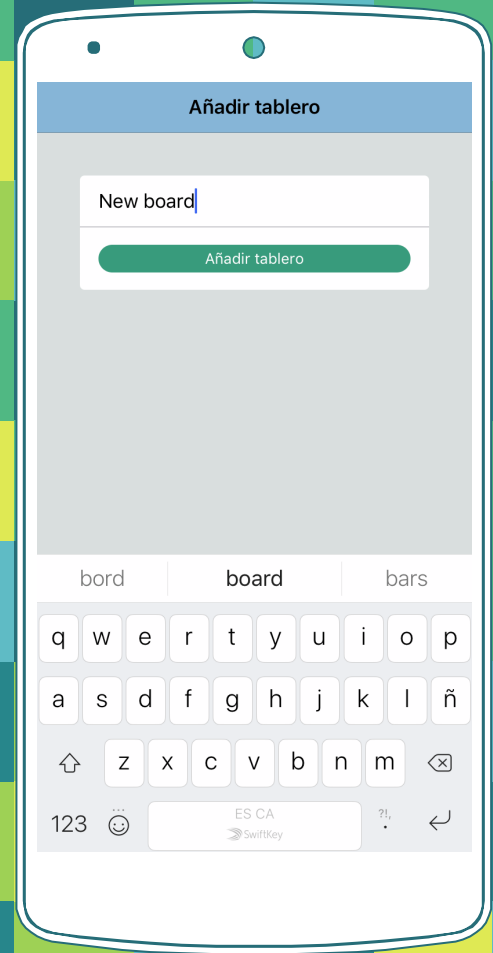 Añadir tablero
New board
Añadir tablero
bord board bars
q w e r t y u i o p
a s d f g h j k l ñ
z x c v b n m
123 ?!, .
ES CA
SwiftKey